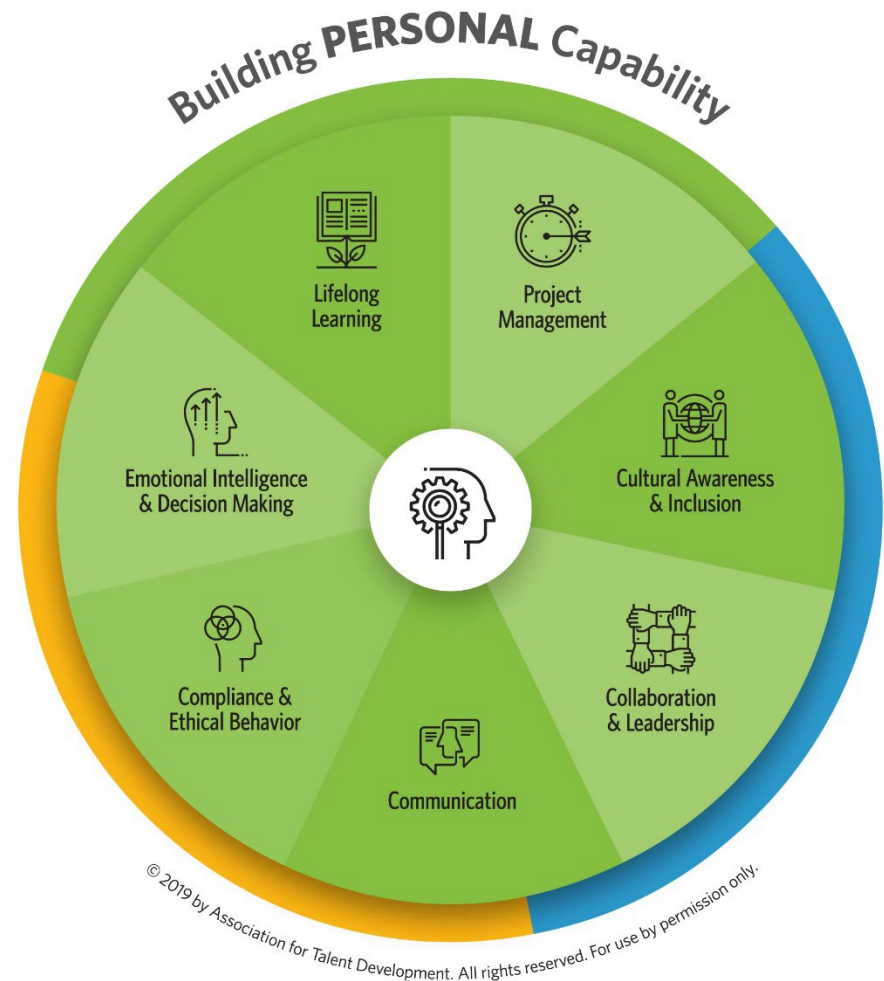 Building PERSONAL Capability
Lifelong
Learning
Project
Management
Emotional Intelligence
& Decision Making
Cultural Awareness
& Inclusion
Compliance &
Ethical Behavior
Collaboration
& Leadership
Communication
© 2019 by Association for Talent Development. All rights reserved. For use by permission only.